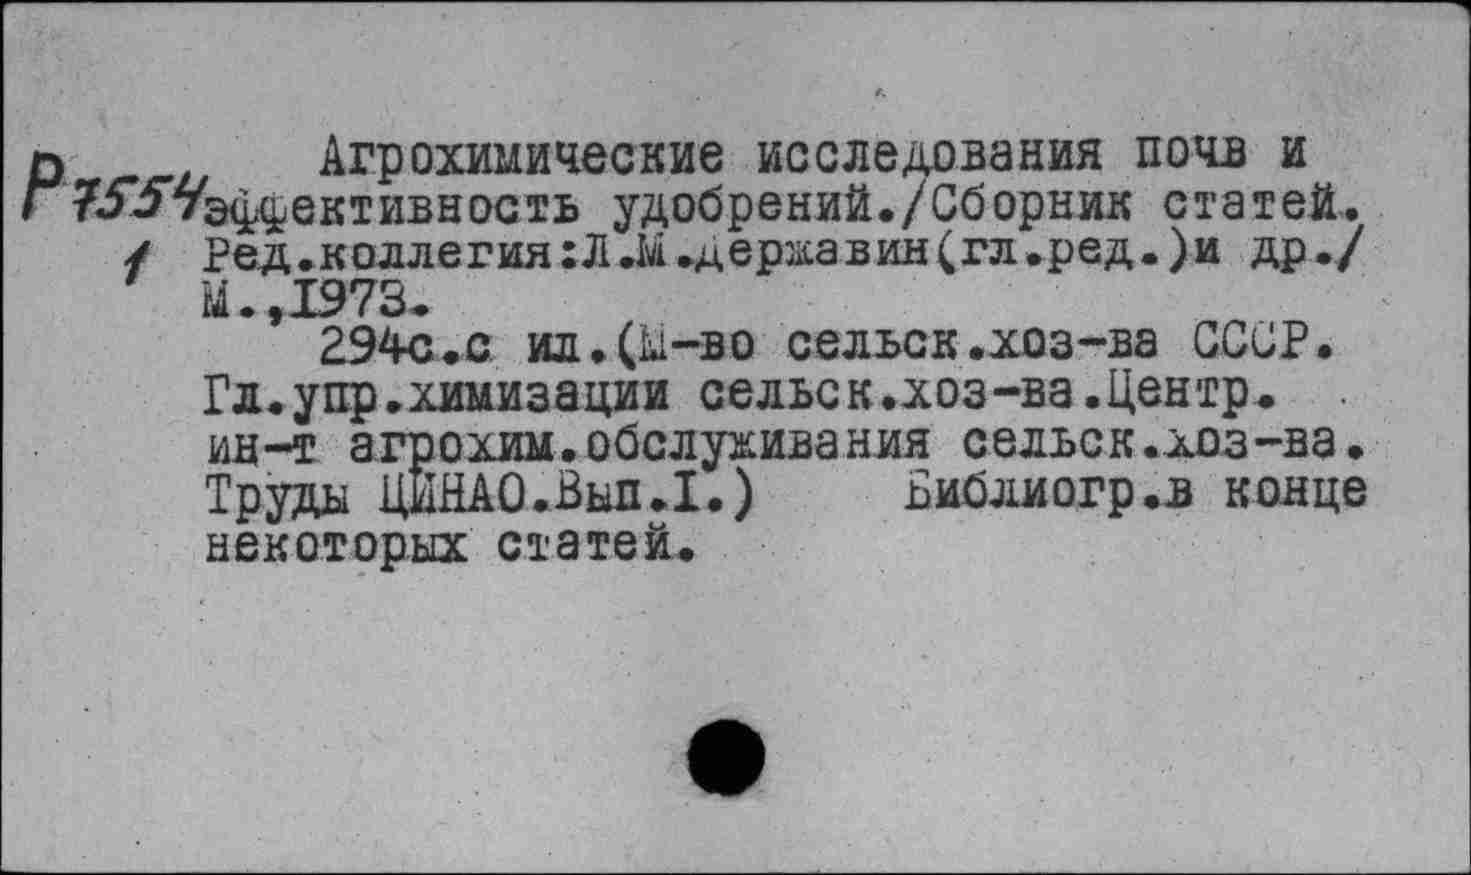 Агрохимические исследования почв и
Р7554 эффективность удобрений./Сборник статей.
1 Ред.коллегия:Л.М.Державин(гл.ред.)и др./
М.,1973.
294с.с ил.(М-во сельск.хоз-ва СССР.
Гл.упр.химизации сельск.хоз-ва.Центр.
ин-т агрохим.обслуживания сельск.хоз-ва.
Труды ЦИНАО.Вып.I.) Библиогр.в конце
некоторых статей.